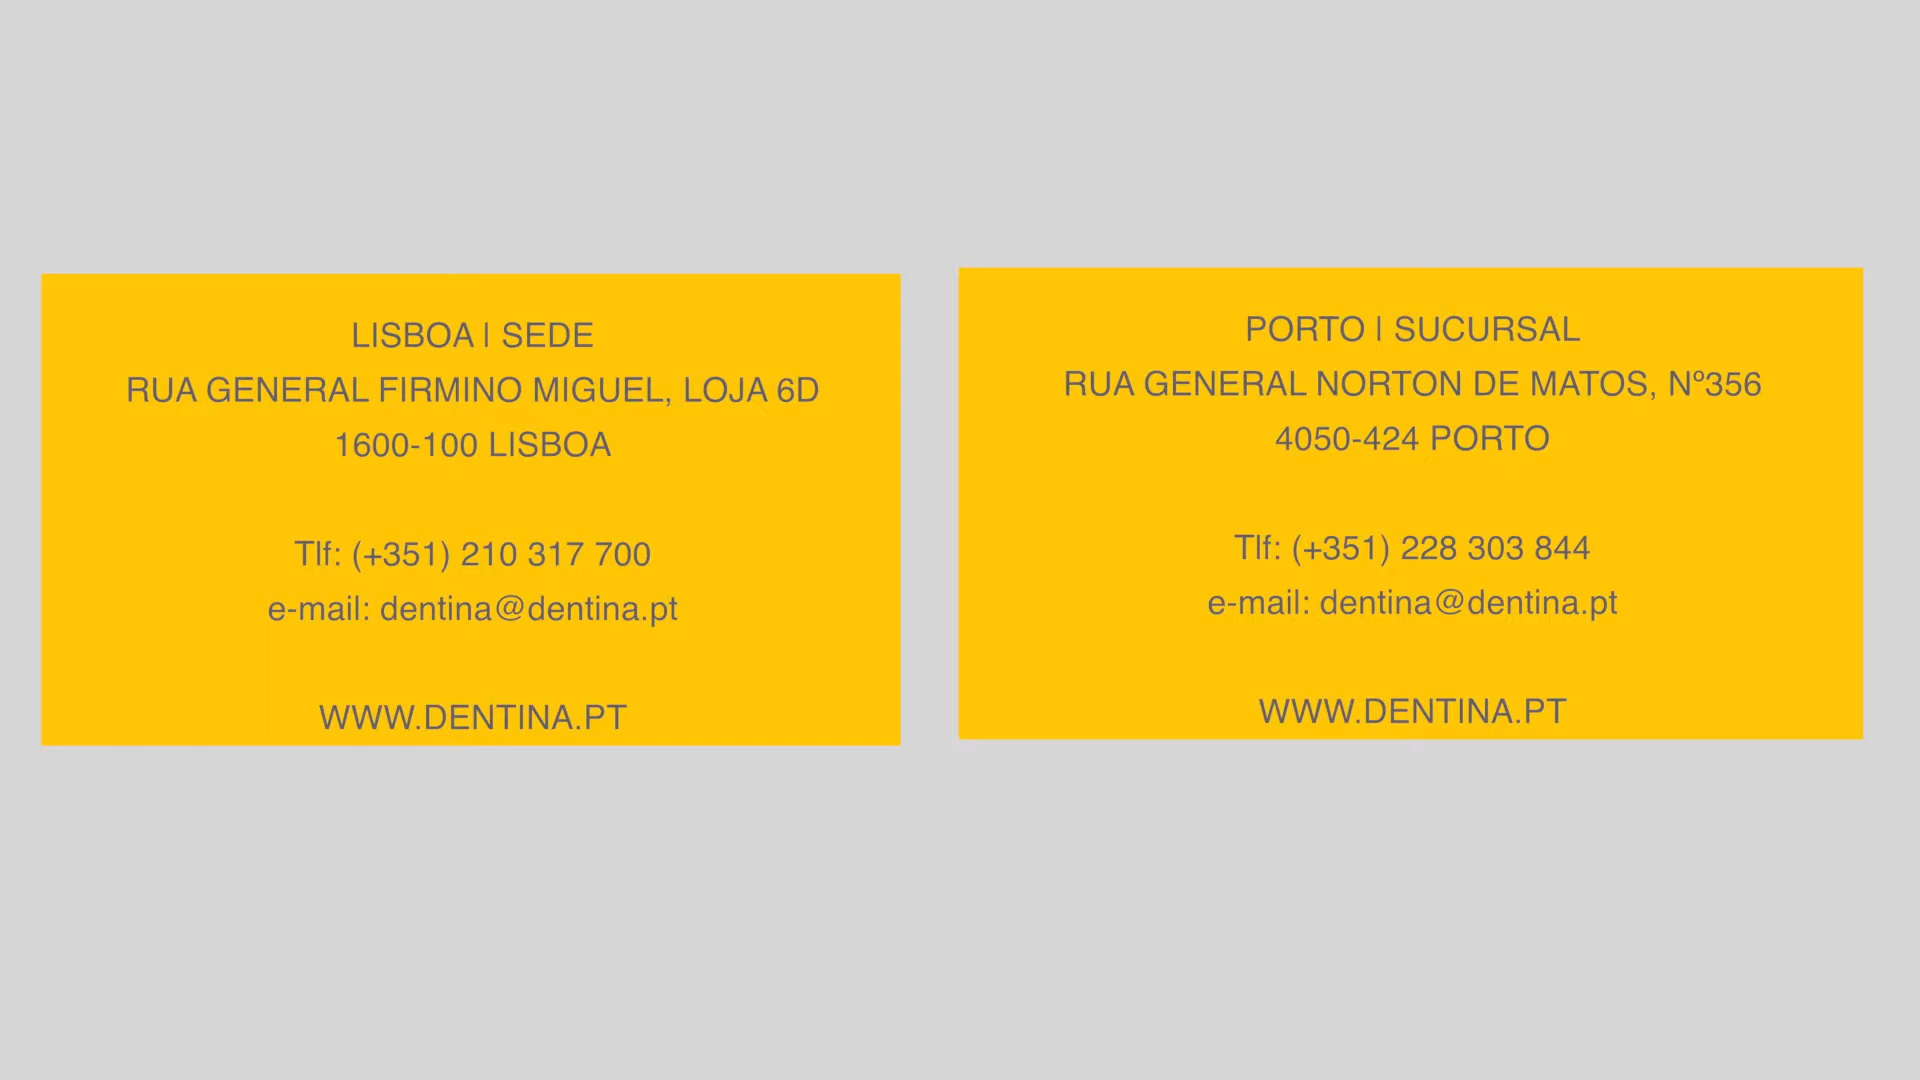 LISBOA | SEDE
RUA GENERAL FIRMINO MIGUEL, LOJA 6D
1600-100 LISBOA
Tlf: (+351) 210 317 700
e-mail: dentina@dentina.pt
WWW.DENTINA.PT
PORTO | SUCURSAL
RUA GENERAL NORTON DE MATOS, Nº356
4050-424 PORTO
Tlf: (+351) 228 303 844
e-mail: dentina@dentina.pt
WWW.DENTINA.PT